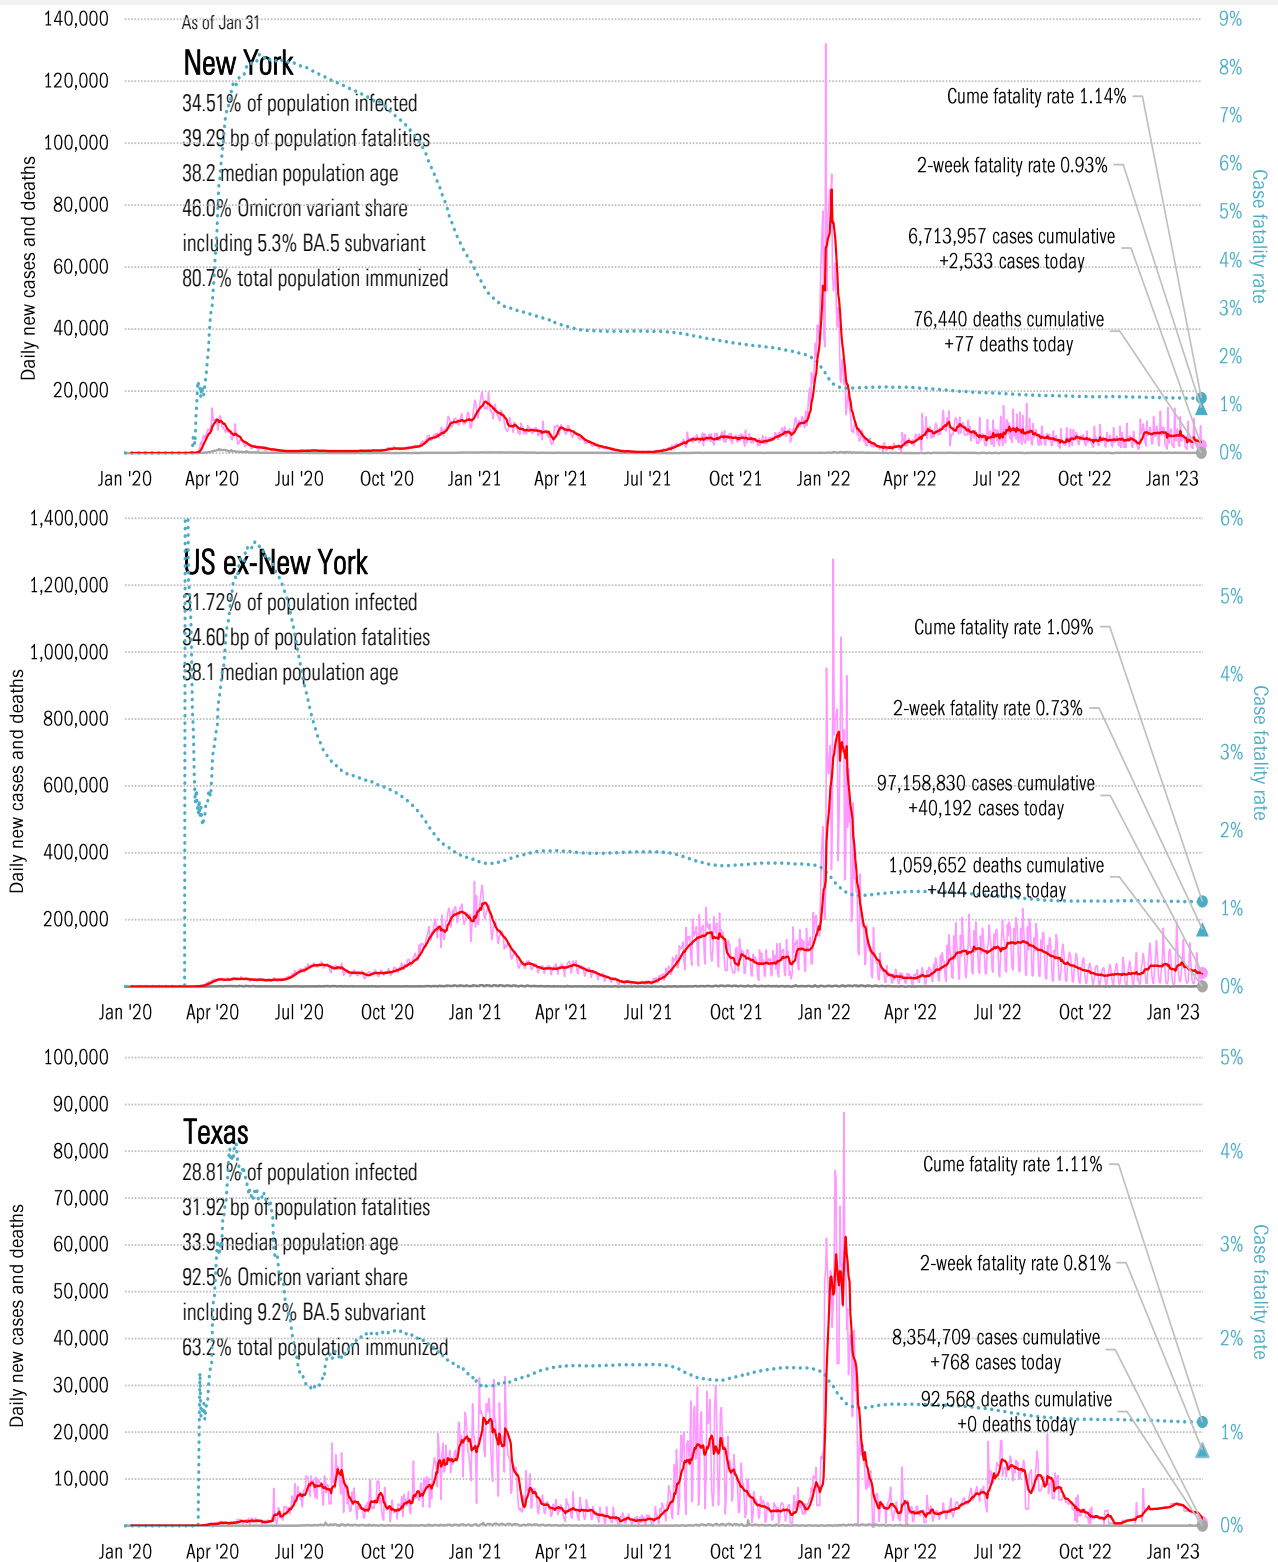 As of Jan 31
New York
34.51% of population infected
39.29 bp of population fatalities
38.2 median population age
46.0% Omicron variant share
including 5.3% BA.5 subvariant
80.7% total population immunized
Daily new cases and deaths
140,000
120,000
100,000
80,000
60,000
40,000
20,000
Cume fatality rate 1.14%
2-week fatality rate 0.93%
6,713,957 cases cumulative
+2,533 cases today
76,440 deaths cumulative
+77 deaths today
9%
8%
7%
6%
5%
4%
3%
2%
1%
0%
Case fatality rate
Jan '20 Apr '20 Jul '20 Oct '20 Jan '21 Apr '21 Jul '21 Oct '21 Jan '22 Apr '22 Jul '22 Oct '22 Jan '23
US ex-New York
31.72% of population infected
34.60 bp of population fatalities
38.1 median population age
Daily new cases and deaths
1,400,000
1,200,000
1,000,000
800,000
600,000
400,000
200,000
Cume fatality rate 1.09%
2-week fatality rate 0.73%
97,158,830 cases cumulative
+40,192 cases today
1,059,652 deaths cumulative
+444 deaths today
6%
5%
4%
3%
2%
1%
0%
Case fatality rate
Jan '20 Apr '20 Jul '20 Oct '20 Jan '21 Apr '21 Jul '21 Oct '21 Jan '22 Apr '22 Jul '22 Oct '22 Jan '23
Texas
28.81% of population infected
31.92 bp of population fatalities
33.9 median population age
92.5% Omicron variant share
including 9.2% BA.5 subvariant
63.2% total population immunized
Daily new cases and deaths
100,000
90,000
80,000
70,000
60,000
50,000
40,000
30,000
20,000
10,000
Cume fatality rate 1.11%
2-week fatality rate 0.81%
8,354,709 cases cumulative
+768 cases today
92,568 deaths cumulative
+0 deaths today
5%
4%
3%
2%
1%
0%
Case fatality rate
Jan '20 Apr '20 Jul '20 Oct '20 Jan '21 Apr '21 Jul '21 Oct '21 Jan '22 Apr '22 Jul '22 Oct '22 Jan '23